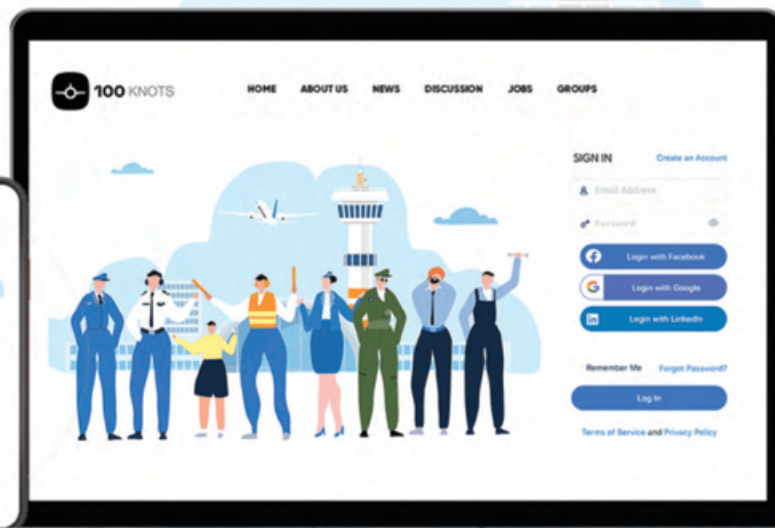 100 KNOTS
HOME ABOUT US NEWS DISCUSSION JOBS GROUPS
SIGN IN Create an Account
Email Address
Password
Login with Facebook
G Login with Google
in Login with LinkedIn
Remember Me Forgot Password?
Log In
Terms of Service and Privacy Policy